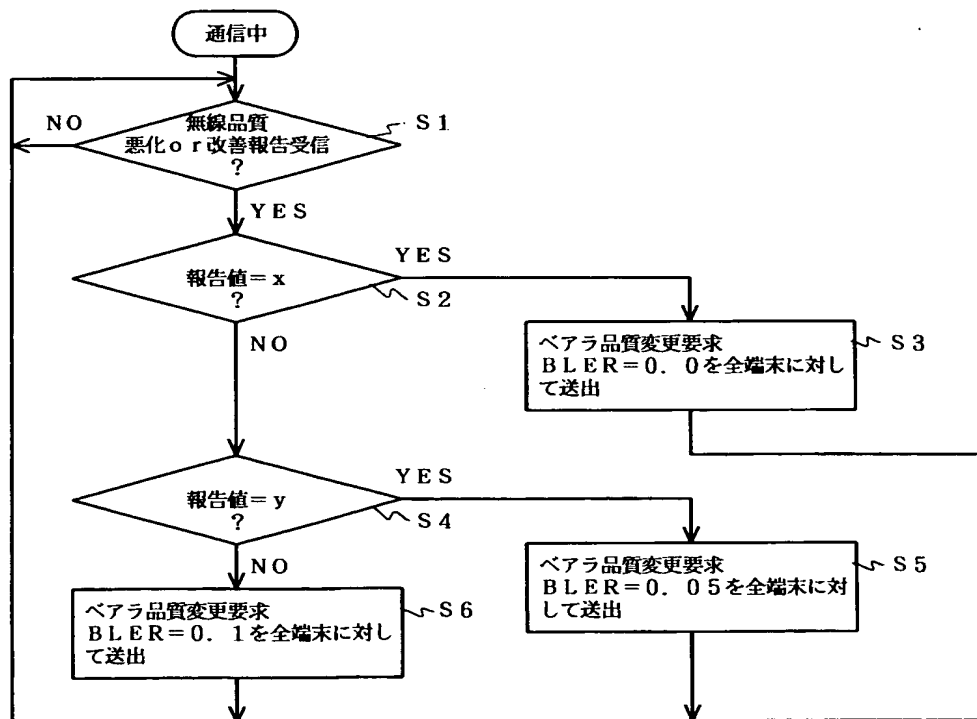 通信中
NO
無線品質
悪化or改善報告受信
?
S1
YES
報告値=x
?
YES
S2
NO
ベアラ品質変更要求
BLER=0.0を全端末に対し
て送出
S3
報告値=y
?
YES
S4
NO
ベアラ品質変更要求
BLER=0.05を全端末に対
して送出
S5
ベアラ品質変更要求
BLER=0.1を全端末に対し
て送出
S6